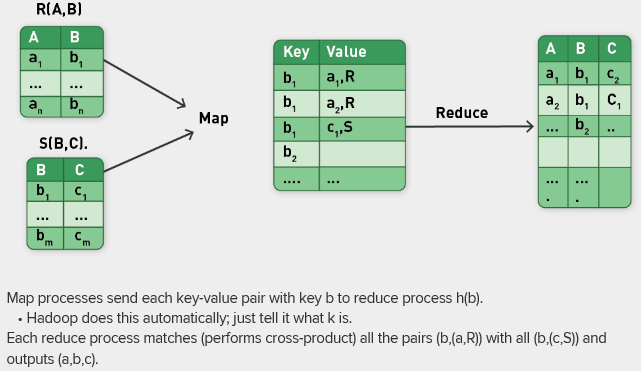 R(A,B)
A B
a1 b1
... ...
an bn
S(B,C).
B C
b1 c1
... ...
bm cm
Map
Key Value
b1 a1,R
b1 a2,R
b1 c1,S
b2
.... ...
Reduce
A B C
a1 b1 c2
a2 b1 C1
... b2 ..
... ...
. .
Map processes send each key-value pair with key b to reduce process h(b).
• Hadoop does this automatically; just tell it what k is.
Each reduce process matches (performs cross-product) all the pairs (b,(a,R)) with all (b,(c,S)) and
outputs (a,b,c).